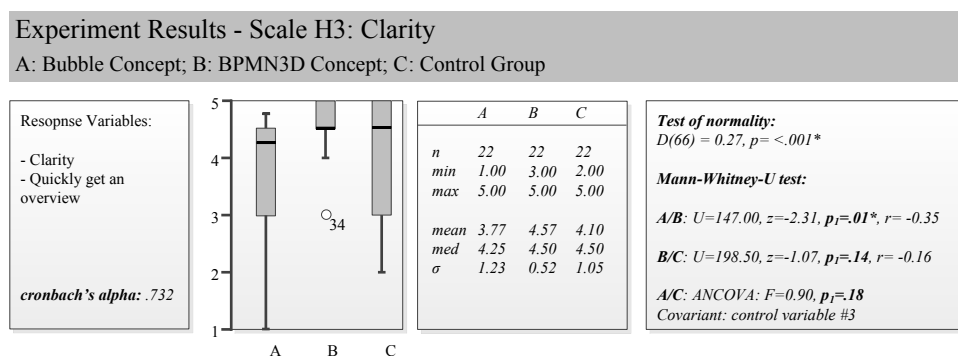 Experiment Results - Scale H3: Clarity
A: Bubble Concept; B: BPMN3D Concept; C: Control Group
Resopnse Variables:
- Clarity
- Quickly get an
overview
cronbach's alpha: .732
5
4
3
2
1
34
A B C
A B C
n 22 22 22
min 1.00 3.00 2.00
max 5.00 5.00 5.00
mean 3.77 4.57 4.10
med 4.25 4.50 4.50
σ 1.23 0.52 1.05
Test of normality:
D(66) = 0.27, p= <.001*
Mann-Whitney-U test:
A/B: U=147.00, z=-2.31, p₁=.01*, r= -0.35
B/C: U=198.50, z=-1.07, p₁=.14, r= -0.16
A/C: ANCOVA: F=0.90, p₁=.18
Covariant: control variable #3